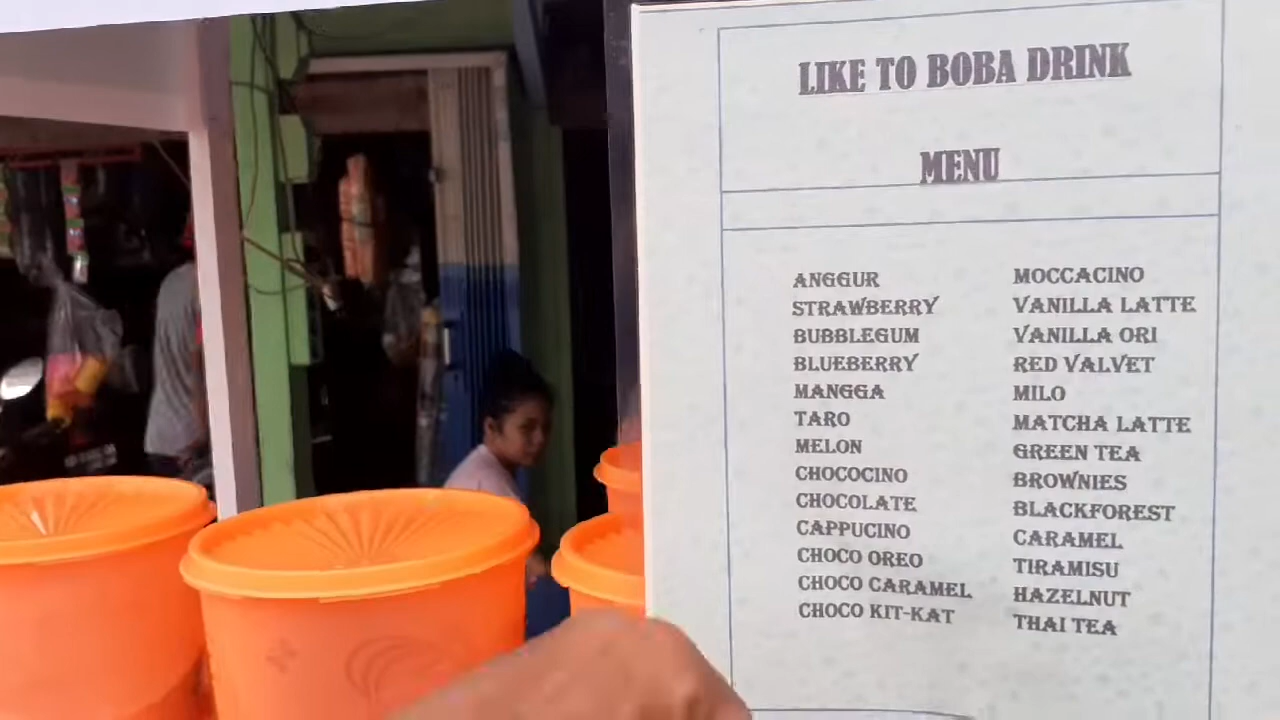 LIKE TO BOBA DRINK
MENU
ANGGUR
STRAWBERRY
BUBBLEGUM
BLUEBERRY
MANGGA
TARO
MELON
CHOCOCINO
CHOCOLATE
CAPPUCINO
CHOCO OREO
CHOCO CARAMEL
CHOCO KIT-KAT
MOCCACINO
VANILLA LATTE
VANILLA ORI
RED VALVET
MILO
MATCHA LATTE
GREEN TEA
BROWNIES
BLACKFOREST
CARAMEL
TIRAMISU
HAZELNUT
THAI TEA